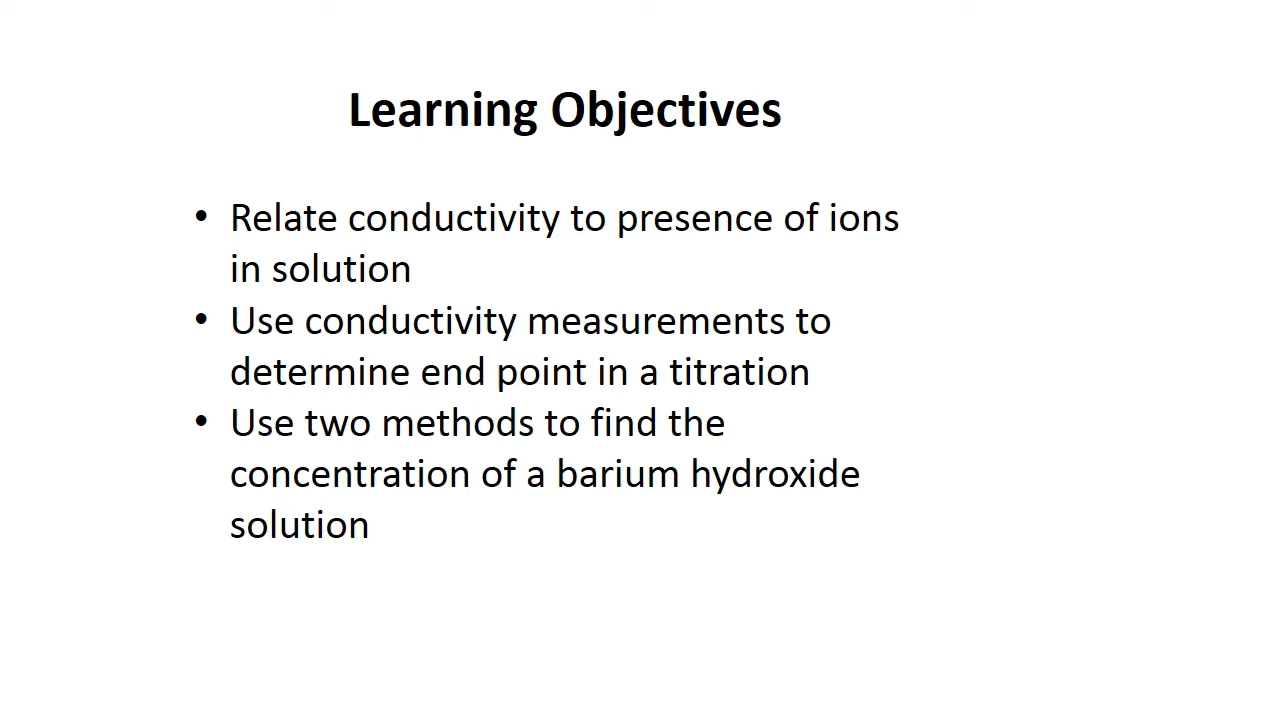 Learning Objectives
• Relate conductivity to presence of ions
in solution
• Use conductivity measurements to
determine end point in a titration
• Use two methods to find the
concentration of a barium hydroxide
solution